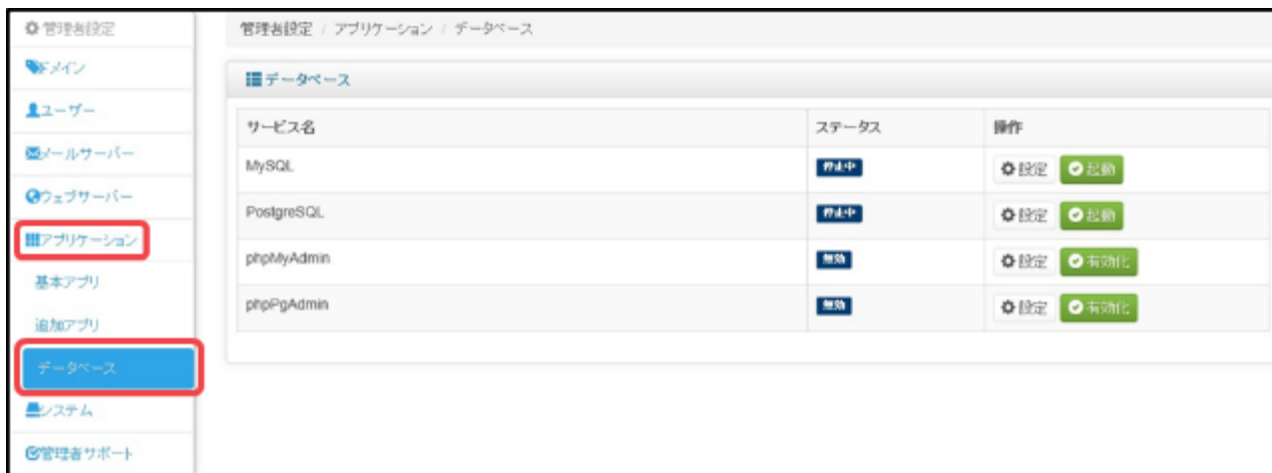 管理者設定
ドメイン
ユーザー
メールサーバー
ウェブサーバー
アプリケーション
基本アプリ
追加アプリ
データベース
システム
管理者サポート
管理者設定 / アプリケーション / データベース
データベース
サービス名 ステータス 操作
MySQL 停止中 設定 起動
PostgreSQL 停止中 設定 起動
phpMyAdmin 無効 設定 有効化
phpPgAdmin 無効 設定 有効化